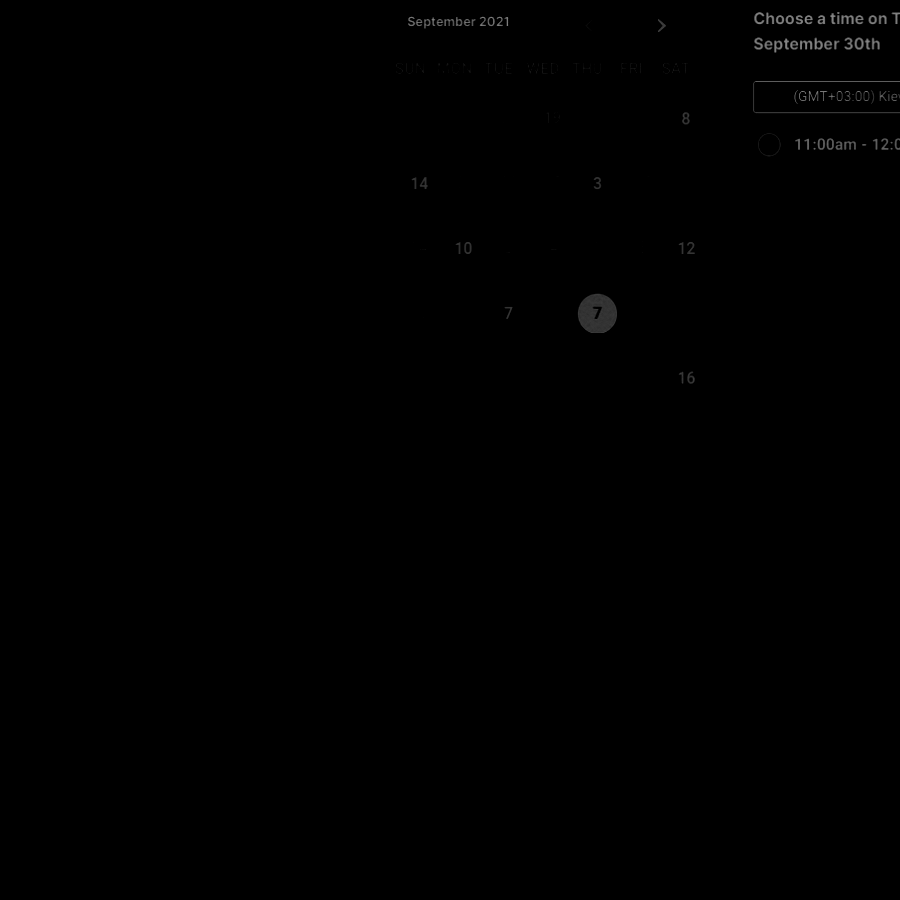 September 2021
Choose a time on T
September 30th
SUN MON TUE WED THU FRI SAT
(GMT+03:00) Kie
8
11:00am - 12:0
14 3
10 12
7 7
16